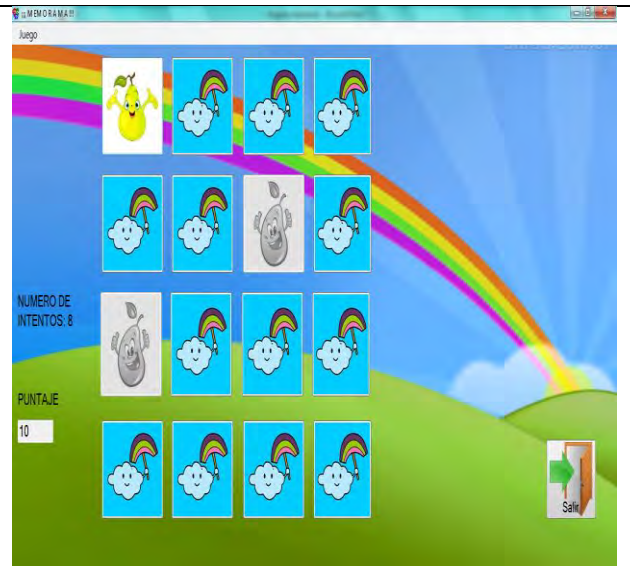 ::: MEMORAMA!!!
Juego
NUMERO DE
INTENTOS: 8
PUNTAJE
10
Salir